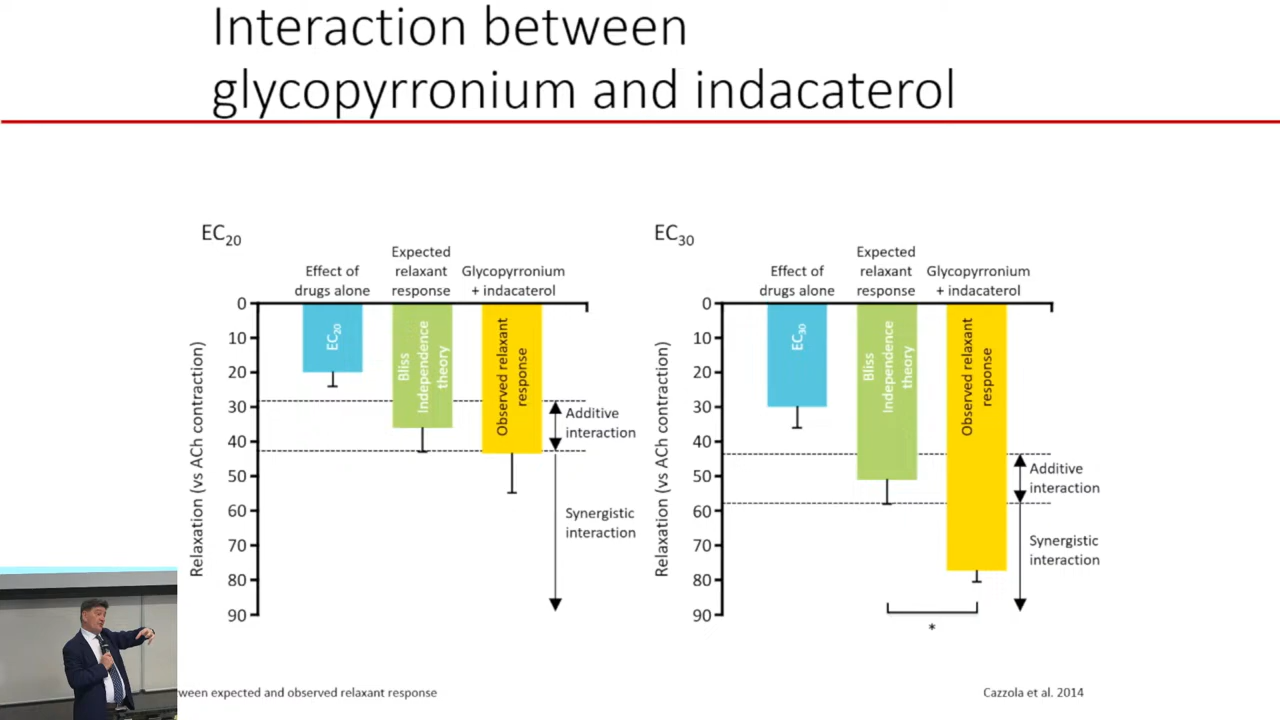 Interaction between
glycopyrronium and indacaterol
EC20
Effect of
drugs alone
Expected
relaxant
response
Glycopyrronium
+ indacaterol
Relaxation (vs ACh contraction)
0
10
20
30
40
50
60
70
80
90
EC20
Bliss
Independence
theory
Observed relaxant
response
Additive
interaction
Synergistic
interaction
EC30
Effect of
drugs alone
Expected
relaxant
response
Glycopyrronium
+ indacaterol
Relaxation (vs ACh contraction)
0
10
20
30
40
50
60
70
80
90
EC30
Bliss
Independence
theory
Observed relaxant
response
Additive
interaction
Synergistic
interaction
*
ween expected and observed relaxant response
Cazzola et al. 2014